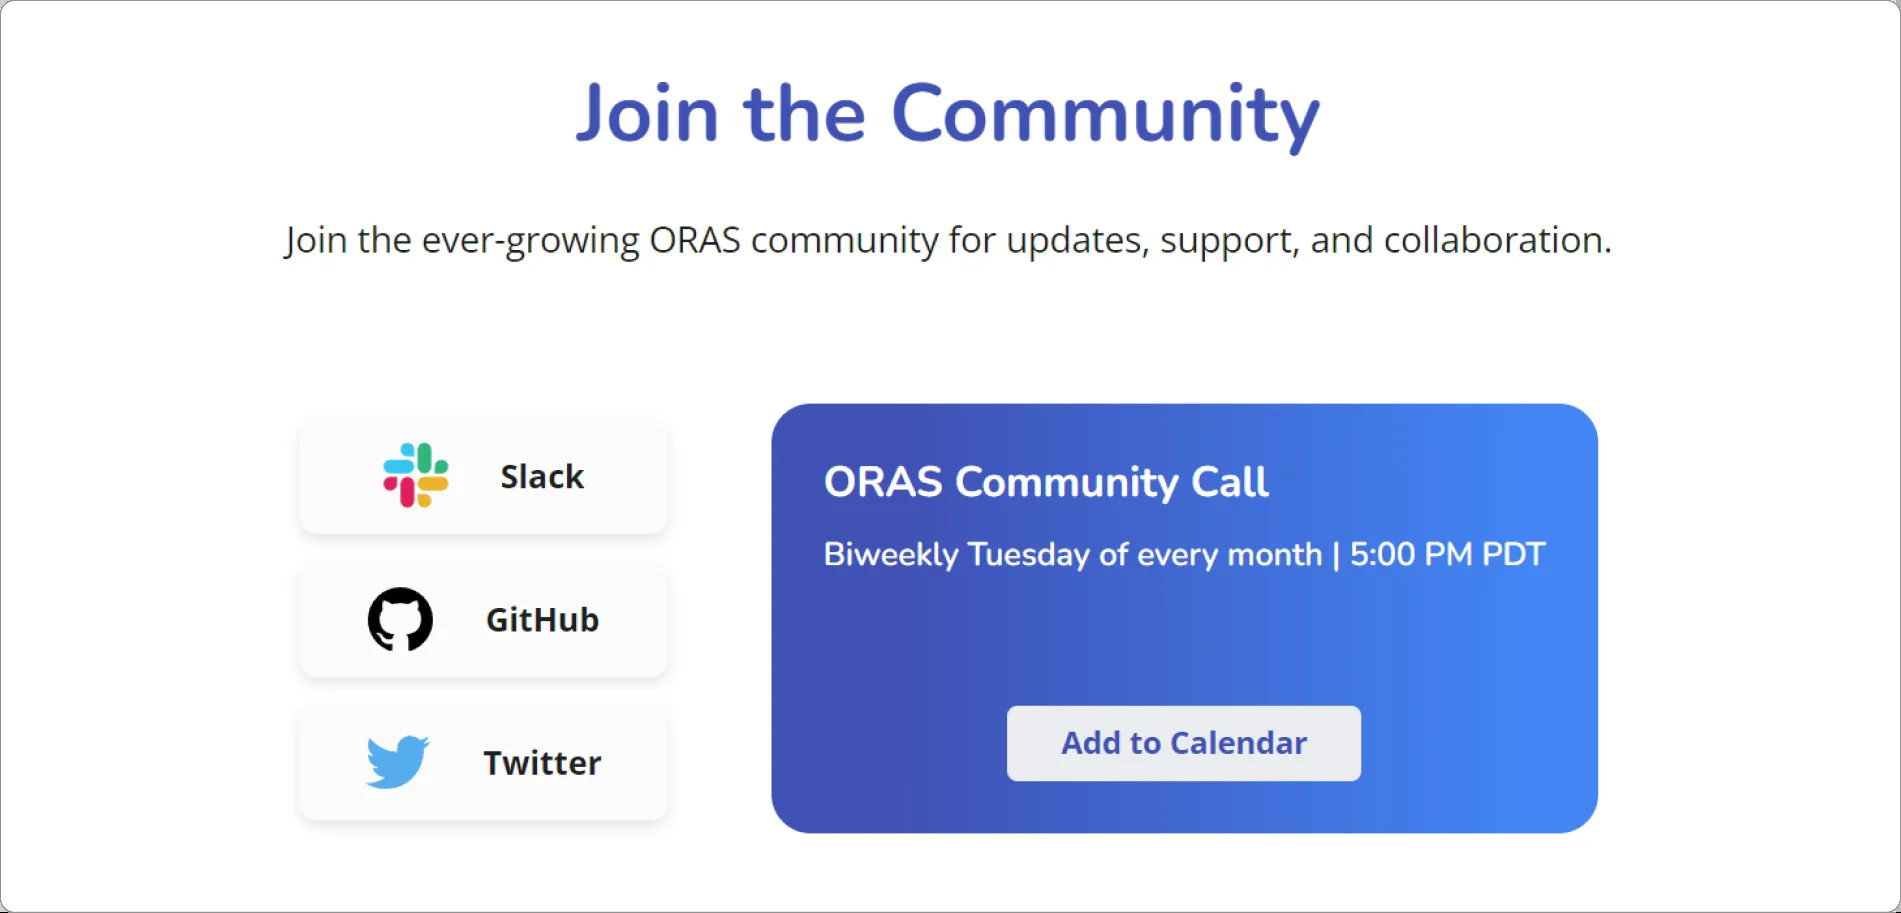 Join the Community
Join the ever-growing ORAS community for updates, support, and collaboration.
Slack
GitHub
Twitter
ORAS Community Call
Biweekly Tuesday of every month | 5:00 PM PDT
Add to Calendar